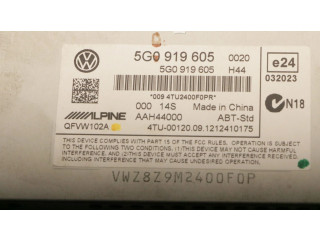 5G0 919 605 0020
5G0 919 605 H44
e24
032023
*009 4TU2400F0PR*
000 14S Made in China
ALPINE AAH44000 ABT-Std
QFVW102A 4TU-00120.09.1212410175
N18
THIS DEVICE COMPLIES WITH PART 15 OF THE FCC RULES. OPERATION
IS SUBJECT TO THE FOLLOWING TWO CONDITIONS:
(1) THIS DEVICE MAY NOT CAUSE HARMFUL INTERFERENCE, AND
(2) THIS DEVICE MUST ACCEPT ANY INTERFERENCE RECEIVED, INCLUDING
INTERFERENCE THAT MAY CAUSE UNDESIRED OPERATION.
VWZ8Z9M2400F0P